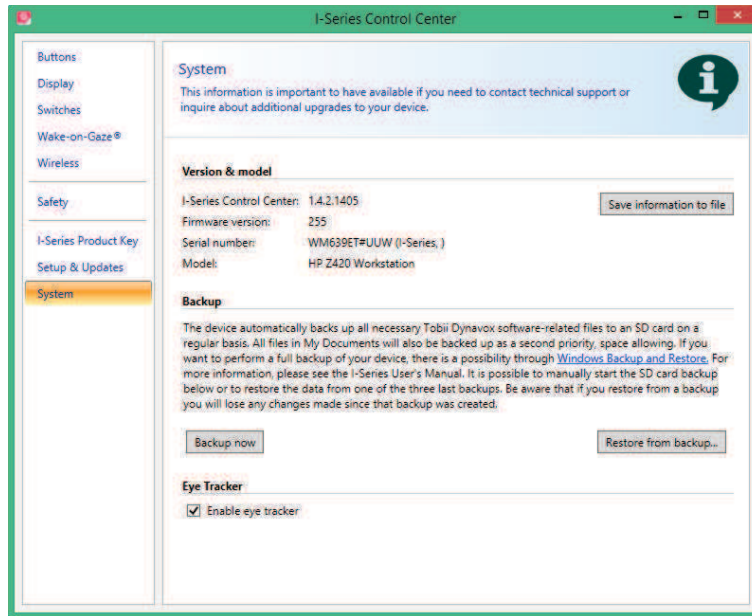 I-Series Control Center
Buttons
Display
Switches
Wake-on-Gaze®
Wireless
Safety
I-Series Product Key
Setup & Updates
System
System
This information is important to have available if you need to contact technical support or
inquire about additional upgrades to your device.
Version & model
I-Series Control Center: 1.4.2.1405
Save information to file
Firmware version: 255
Serial number: WM639ET#UUW (I-Series, )
Model: HP Z420 Workstation
Backup
The device automatically backs up all necessary Tobii Dynavox software-related files to an SD card on a
regular basis. All files in My Documents will also be backed up as a second priority, space allowing. If you
want to perform a full backup of your device, there is a possibility through Windows Backup and Restore. For
more information, please see the I-Series User's Manual. It is possible to manually start the SD card backup
below or to restore the data from one of the three last backups. Be aware that if you restore from a backup
you will lose any changes made since that backup was created.
Backup now
Restore from backup...
Eye Tracker
Enable eye tracker